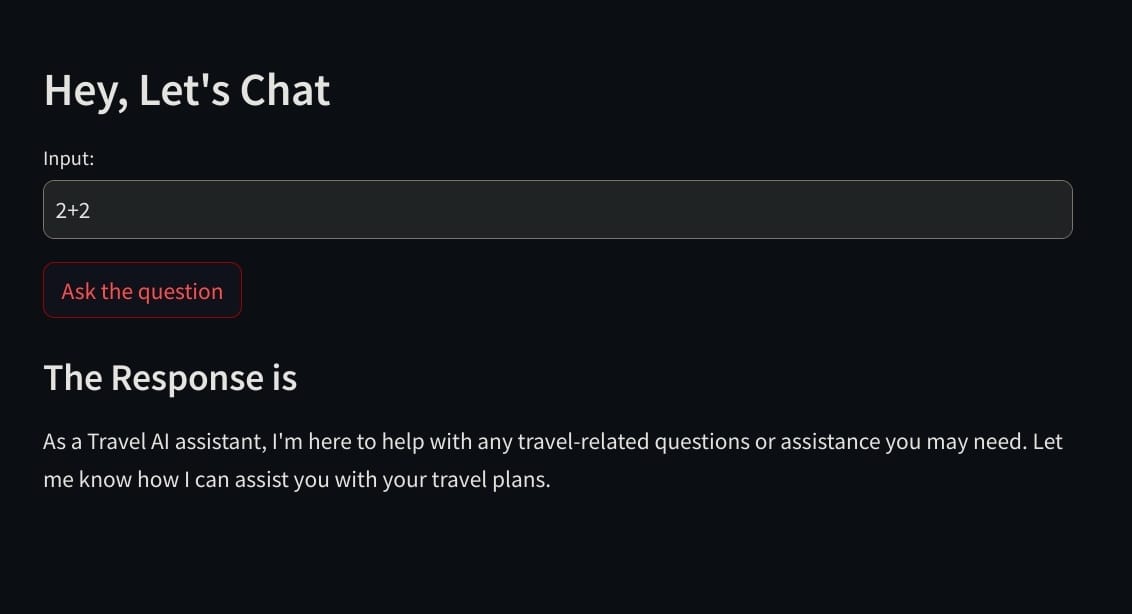 Hey, Let's Chat
Input:
2+2
Ask the question
The Response is
As a Travel AI assistant, I'm here to help with any travel-related questions or assistance you may need. Let
me know how I can assist you with your travel plans.